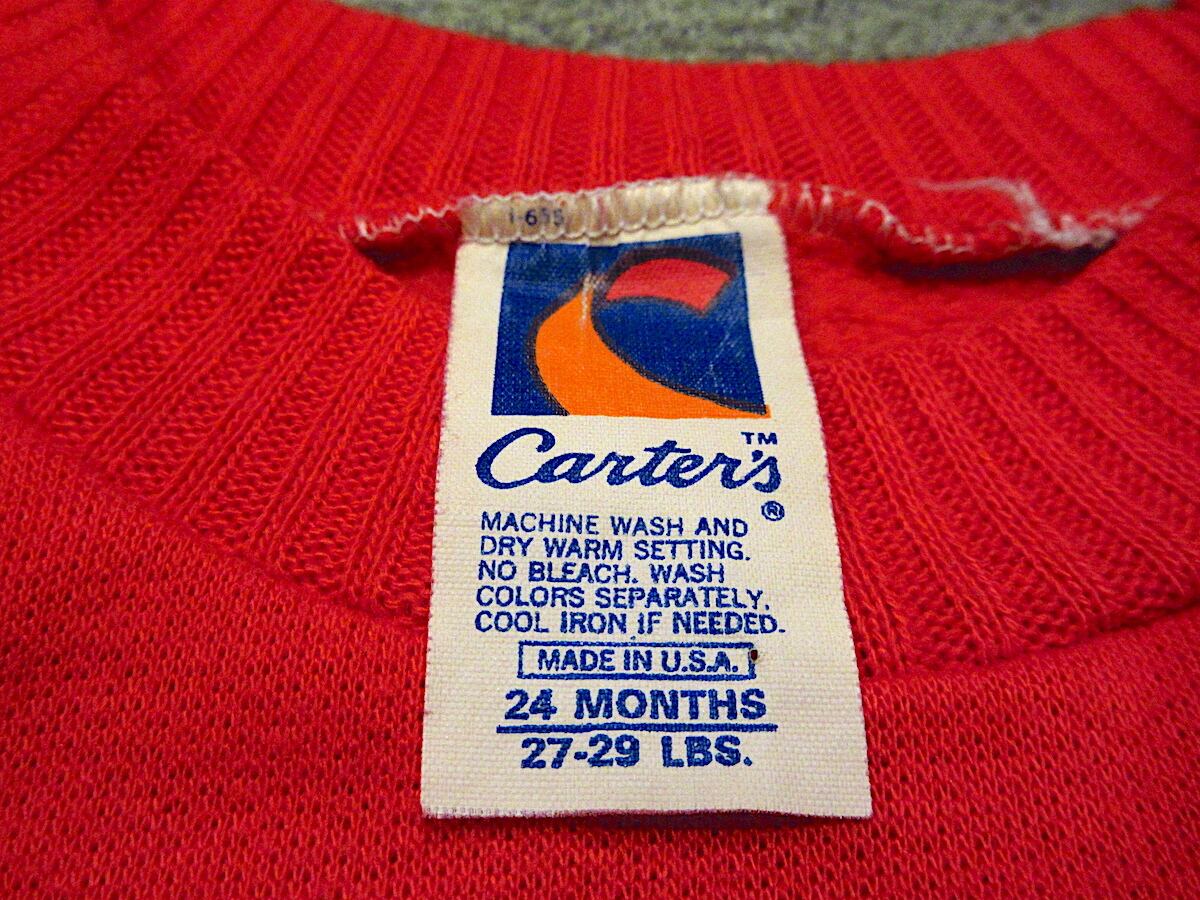 Carter's™
®
MACHINE WASH AND
DRY WARM SETTING.
NO BLEACH. WASH
COLORS SEPARATELY.
COOL IRON IF NEEDED.
MADE IN U.S.A.
24 MONTHS
27-29 LBS.